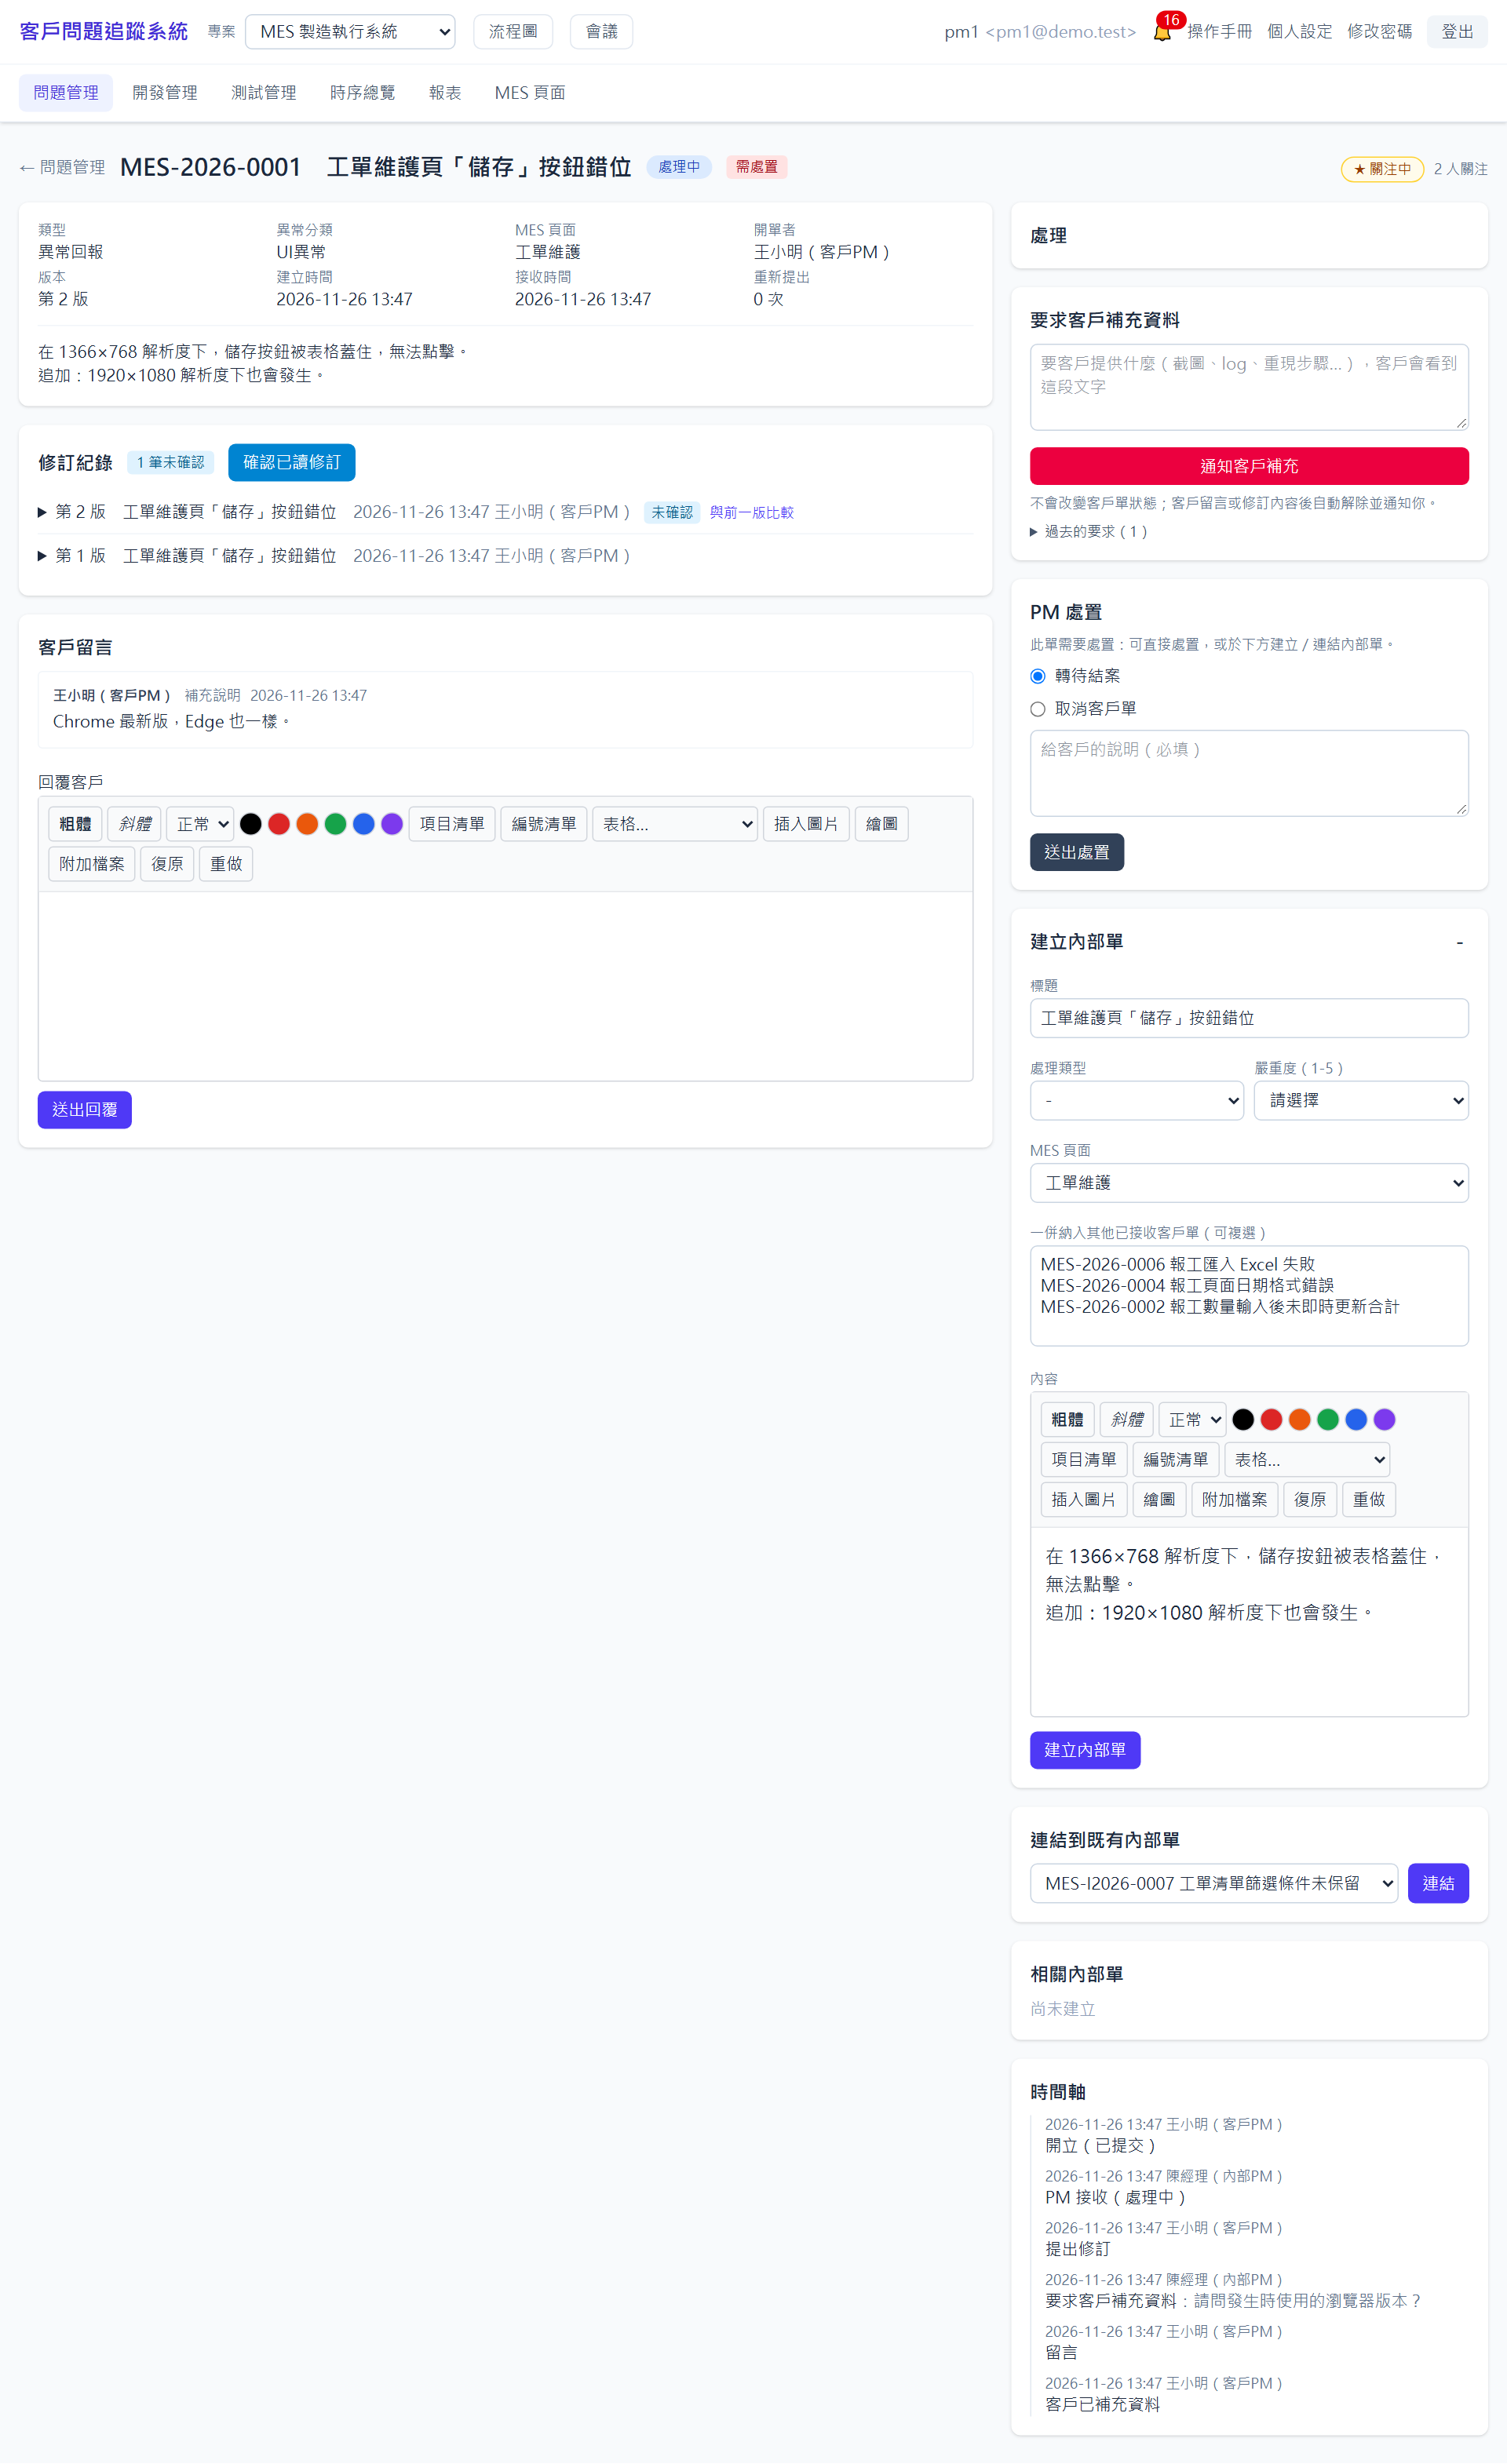 客戶問題追蹤系統 專案 MES 製造執行系統 流程圖 會議 pm1 <pm1@demo.test> 16 操作手冊 個人設定 修改密碼 登出
問題管理 開發管理 測試管理 時序總覽 報表 MES 頁面
← 問題管理 MES-2026-0001 工單維護頁「儲存」按鈕錯位 處理中 需處置 ★ 關注中 2 人關注
類型 異常分類 MES 頁面 開單者
異常回報 UI異常 工單維護 王小明（客戶PM）
版本 建立時間 接收時間 重新提出
第 2 版 2026-11-26 13:47 2026-11-26 13:47 0 次
在 1366×768 解析度下，儲存按鈕被表格蓋住，無法點擊。
追加：1920×1080 解析度下也會發生。
修訂紀錄 1 筆未確認 確認已讀修訂
▶ 第 2 版 工單維護頁「儲存」按鈕錯位 2026-11-26 13:47 王小明（客戶PM） 未確認 與前一版比較
▶ 第 1 版 工單維護頁「儲存」按鈕錯位 2026-11-26 13:47 王小明（客戶PM）
客戶留言
王小明（客戶PM） 補充說明 2026-11-26 13:47
Chrome 最新版，Edge 也一樣。
回覆客戶
粗體 斜體 正常 項目清單 編號清單 表格... 插入圖片 繪圖
附加檔案 復原 重做
送出回覆
處理
要求客戶補充資料
要客戶提供什麼（截圖、log、重現步驟...），客戶會看到
這段文字
通知客戶補充
不會改變客戶單狀態；客戶留言或修訂內容後自動解除並通知你。
▶ 過去的要求（1）
PM 處置
此單需要處置：可直接處置，或於下方建立 / 連結內部單。
轉待結案
取消客戶單
給客戶的說明（必填）
送出處置
建立內部單 -
標題
工單維護頁「儲存」按鈕錯位
處理類型 嚴重度（1-5）
- 請選擇
MES 頁面
工單維護
一併納入其他已接收客戶單（可複選）
MES-2026-0006 報工匯入 Excel 失敗
MES-2026-0004 報工頁面日期格式錯誤
MES-2026-0002 報工數量輸入後未即時更新合計
內容
粗體 斜體 正常
項目清單 編號清單 表格...
插入圖片 繪圖 附加檔案 復原 重做
在 1366×768 解析度下，儲存按鈕被表格蓋住，
無法點擊。
追加：1920×1080 解析度下也會發生。
建立內部單
連結到既有內部單
MES-I2026-0007 工單清單篩選條件未保留 連結
相關內部單
尚未建立
時間軸
2026-11-26 13:47 王小明（客戶PM）
開立（已提交）
2026-11-26 13:47 陳經理（內部PM）
PM 接收（處理中）
2026-11-26 13:47 王小明（客戶PM）
提出修訂
2026-11-26 13:47 陳經理（內部PM）
要求客戶補充資料：請問發生時使用的瀏覽器版本？
2026-11-26 13:47 王小明（客戶PM）
留言
2026-11-26 13:47 王小明（客戶PM）
客戶已補充資料